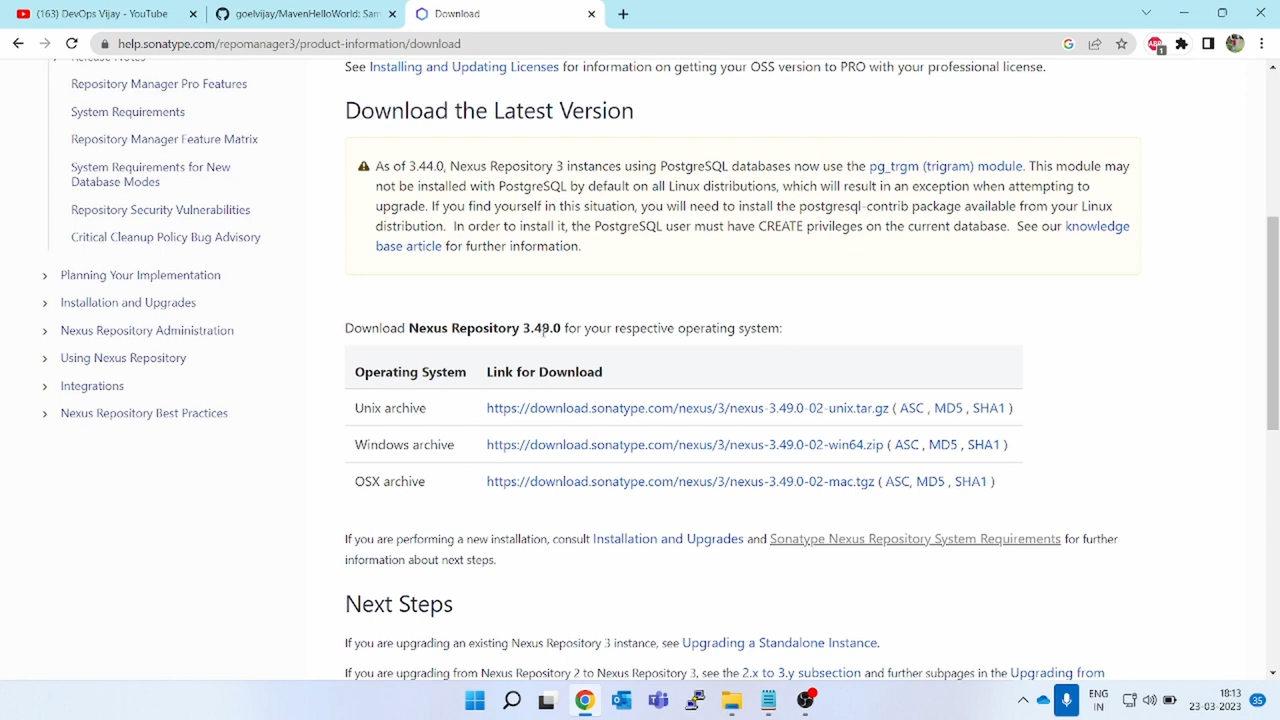 (163) DevOps Vijay - YouTube
goelvijay/MavenHelloWorld: Sam
Download
help.sonatype.com/repomanager3/product-information/download
Release Notes
Repository Manager Pro Features
System Requirements
Repository Manager Feature Matrix
System Requirements for New
Database Modes
Repository Security Vulnerabilities
Critical Cleanup Policy Bug Advisory
Planning Your Implementation
Installation and Upgrades
Nexus Repository Administration
Using Nexus Repository
Integrations
Nexus Repository Best Practices
See Installing and Updating Licenses for information on getting your OSS version to PRO with your professional license.
Download the Latest Version
As of 3.44.0, Nexus Repository 3 instances using PostgreSQL databases now use the pg_trgm (trigram) module. This module may
not be installed with PostgreSQL by default on all Linux distributions, which will result in an exception when attempting to
upgrade. If you find yourself in this situation, you will need to install the postgresql-contrib package available from your Linux
distribution. In order to install it, the PostgreSQL user must have CREATE privileges on the current database. See our knowledge
base article for further information.
Download Nexus Repository 3.49.0 for your respective operating system:
Operating System Link for Download
Unix archive https://download.sonatype.com/nexus/3/nexus-3.49.0-02-unix.tar.gz ( ASC , MD5 , SHA1 )
Windows archive https://download.sonatype.com/nexus/3/nexus-3.49.0-02-win64.zip ( ASC , MD5 , SHA1 )
OSX archive https://download.sonatype.com/nexus/3/nexus-3.49.0-02-mac.tgz ( ASC, MD5 , SHA1 )
If you are performing a new installation, consult Installation and Upgrades and Sonatype Nexus Repository System Requirements for further
information about next steps.
Next Steps
If you are upgrading an existing Nexus Repository 3 instance, see Upgrading a Standalone Instance.
If you are upgrading from Nexus Repository 2 to Nexus Repository 3, see the 2.x to 3.y subsection and further subpages in the Upgrading from
ENG
IN
18:13
23-03-2023
35